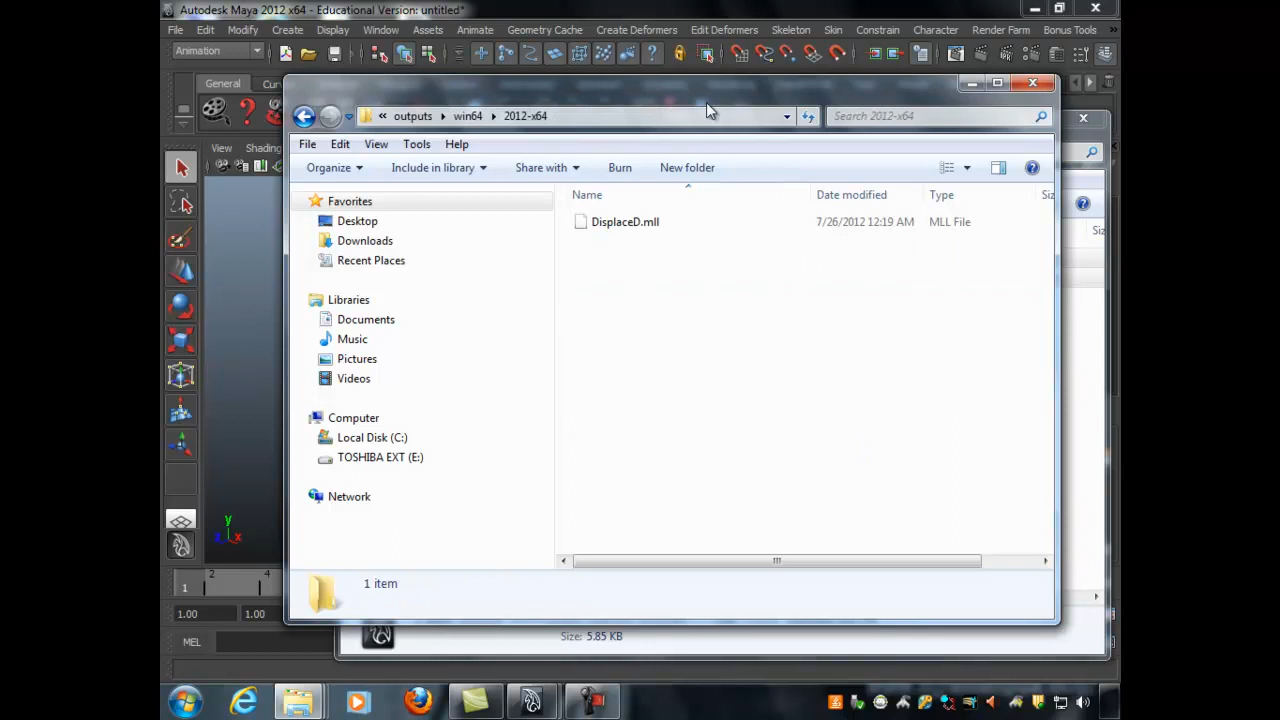 Autodesk Maya 2012 x64 - Educational Version: untitled*
File Edit Modify Create Display Window Assets Animate Geometry Cache Create Deformers Edit Deformers Skeleton Skin Constrain Character Render Farm Bonus Tools »
Animation
General
« outputs win64 2012-x64
Search 2012-x64
File Edit View Tools Help
View Shading
Organize Include in library Share with Burn New folder
Name Date modified Type Siz
Siz
Favorites
Desktop
Downloads
Recent Places
DisplaceD.mll 7/26/2012 12:19 AM MLL File
Libraries
Documents
Music
Pictures
Videos
Computer
Local Disk (C:)
TOSHIBA EXT (E:)
Network
y
x
1 item
2 4
1
1.00 1.00
MEL
Size: 5.85 KB